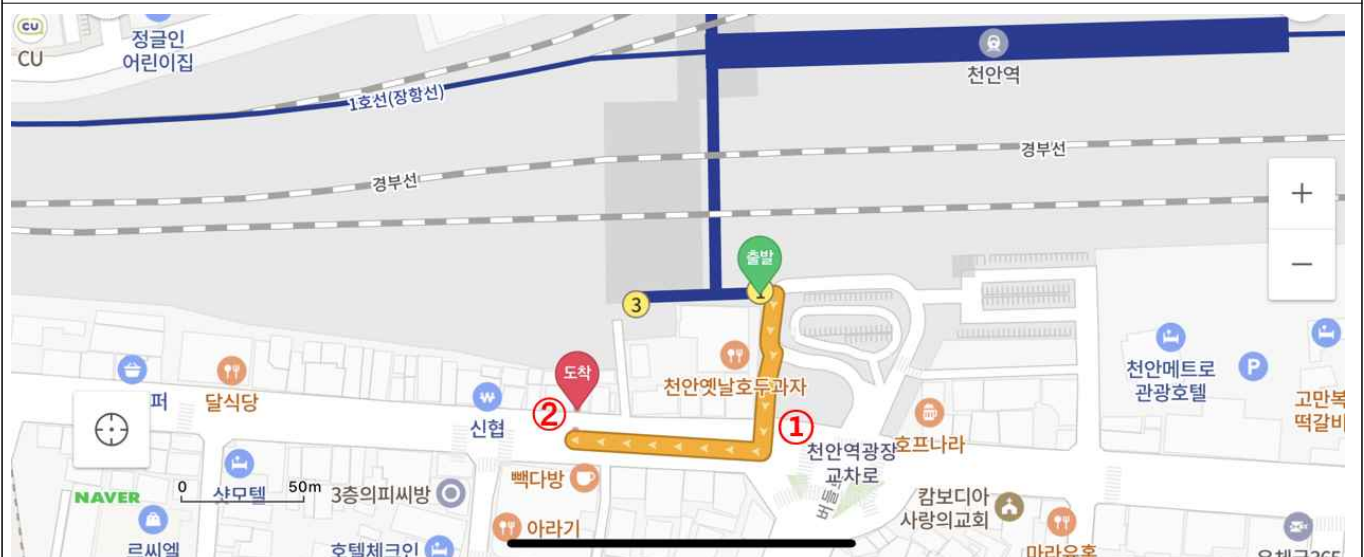 CU
CU
정글인
어린이집
천안역
1호선(장항선)
경부선
경부선
+
−
출발
1
3
도착
천안옛날호두과자
천안메트로
관광호텔
P
고만복
떡갈비
퍼
달식당
신협
②
①
호프나라
천안역광장
교차로
빽다방
캄보디아
사랑의교회
NAVER
0
50m
샷모텔
3층의피씨방
아라기
르씨엘
호텔체크인